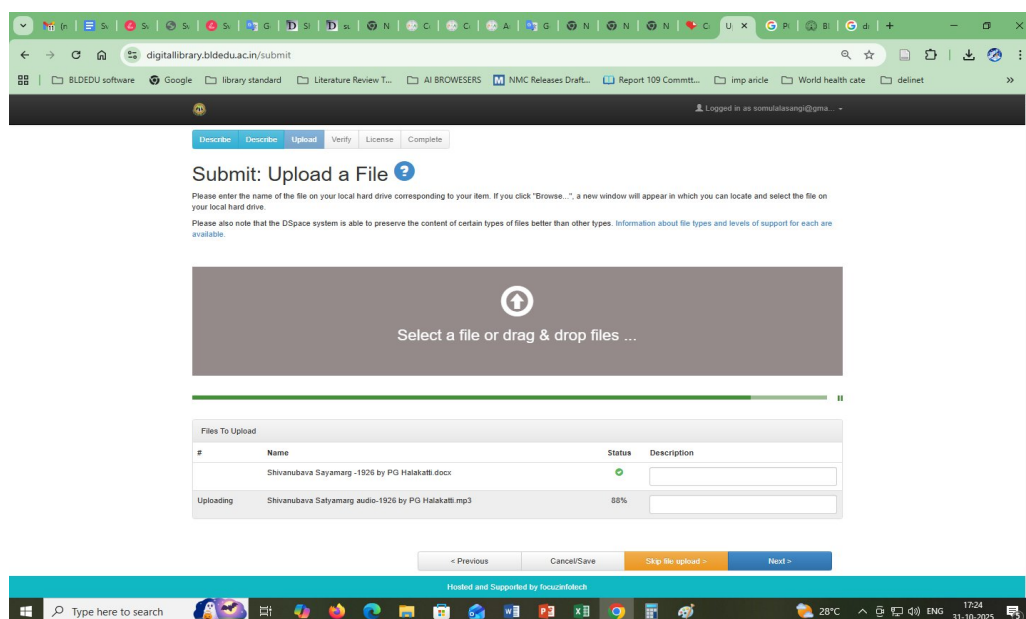 digitallibrary.bldedu.ac.in/submit
BLDEDU software Google library standard Literature Review T... AI BROWESERS NMC Releases Draft... Report 109 Commtt... imp aricle World health cate delinet »
Logged in as somulatasangi@gma...
Describe Describe Upload Verify License Complete
Submit: Upload a File ?
Please enter the name of the file on your local hard drive corresponding to your item. If you click "Browse...", a new window will appear in which you can locate and select the file on
your local hard drive.
Please also note that the DSpace system is able to preserve the content of certain types of files better than other types. Information about file types and levels of support for each are
available.
Select a file or drag & drop files ...
Files To Upload
# Name Status Description
Shivanubava Sayamarg -1926 by PG Halakatti.docx
Uploading Shivanubava Satyamarg audio-1926 by PG Halakatti.mp3 88%
< Previous Cancel/Save Skip file upload > Next >
Hosted and Supported by focuzinfotech
Type here to search 28°C ENG 17:24
31-10-2025